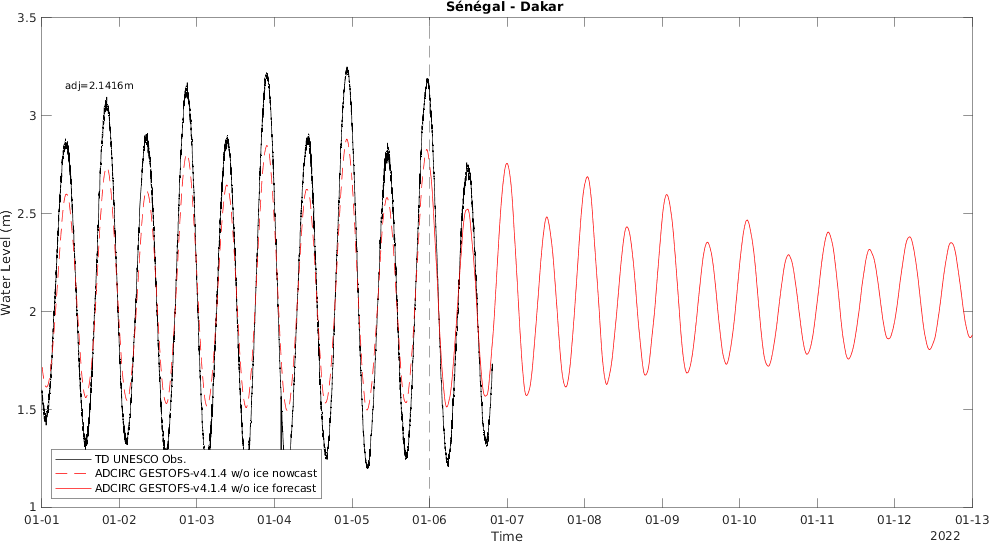 Sénégal - Dakar
3.5
adj=2.1416m
3
2.5
Water Level (m)
2
1.5
TD UNESCO Obs.
ADCIRC GESTOFS-v4.1.4 w/o ice nowcast
ADCIRC GESTOFS-v4.1.4 w/o ice forecast
1
01-01 01-02 01-03 01-04 01-05 01-06 01-07 01-08 01-09 01-10 01-11 01-12 01-13
Time
2022